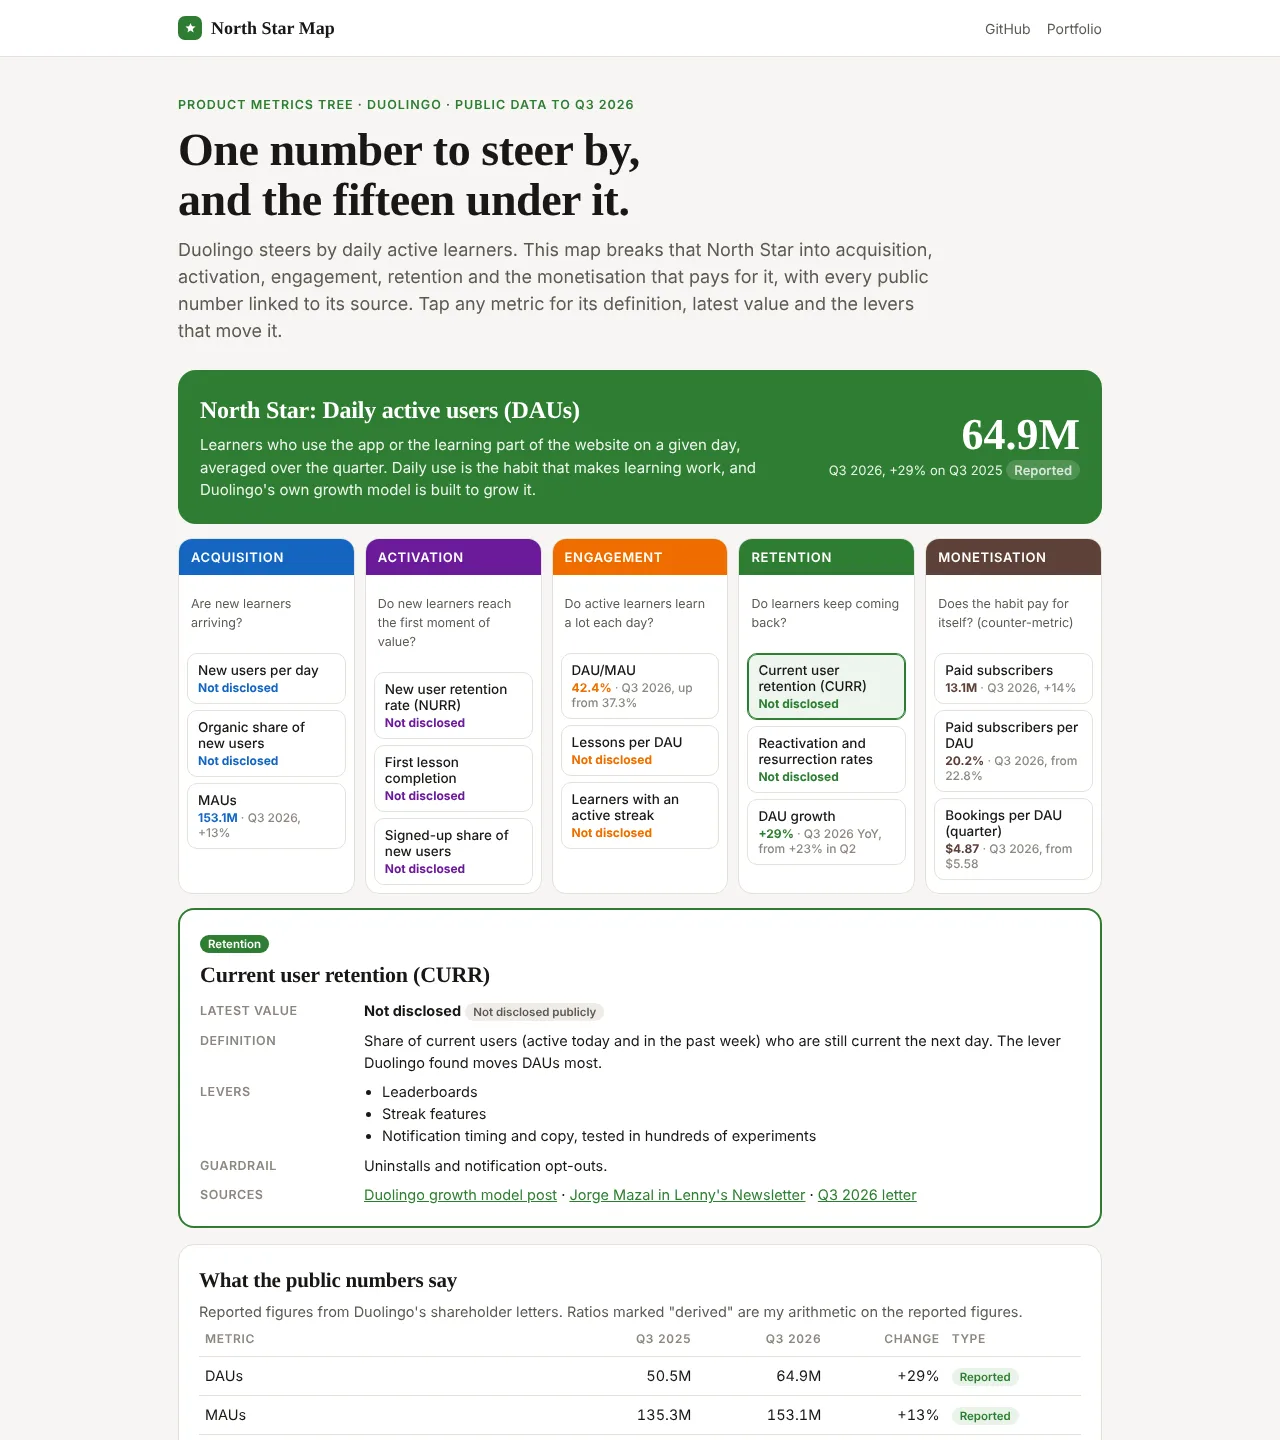 North Star Map
GitHub Portfolio
PRODUCT METRICS TREE · DUOLINGO · PUBLIC DATA TO Q3 2026
One number to steer by,
and the fifteen under it.
Duolingo steers by daily active learners. This map breaks that North Star into acquisition,
activation, engagement, retention and the monetisation that pays for it, with every public
number linked to its source. Tap any metric for its definition, latest value and the levers
that move it.
North Star: Daily active users (DAUs)
Learners who use the app or the learning part of the website on a given day,
averaged over the quarter. Daily use is the habit that makes learning work, and
Duolingo's own growth model is built to grow it.
64.9M
Q3 2026, +29% on Q3 2025 Reported
ACQUISITION
Are new learners
arriving?
New users per day
Not disclosed
Organic share of
new users
Not disclosed
MAUs
153.1M · Q3 2026,
+13%
ACTIVATION
Do new learners reach
the first moment of
value?
New user retention
rate (NURR)
Not disclosed
First lesson
completion
Not disclosed
Signed-up share of
new users
Not disclosed
ENGAGEMENT
Do active learners learn
a lot each day?
DAU/MAU
42.4% · Q3 2026, up
from 37.3%
Lessons per DAU
Not disclosed
Learners with an
active streak
Not disclosed
RETENTION
Do learners keep coming
back?
Current user
retention (CURR)
Not disclosed
Reactivation and
resurrection rates
Not disclosed
DAU growth
+29% · Q3 2026 YoY,
from +23% in Q2
MONETISATION
Does the habit pay for
itself? (counter-metric)
Paid subscribers
13.1M · Q3 2026, +14%
Paid subscribers per
DAU
20.2% · Q3 2026, from
22.8%
Bookings per DAU
(quarter)
$4.87 · Q3 2026, from
$5.58
Retention
Current user retention (CURR)
LATEST VALUE Not disclosed Not disclosed publicly
DEFINITION Share of current users (active today and in the past week) who are still current the next day. The lever
Duolingo found moves DAUs most.
LEVERS • Leaderboards
• Streak features
• Notification timing and copy, tested in hundreds of experiments
GUARDRAIL Uninstalls and notification opt-outs.
SOURCES Duolingo growth model post · Jorge Mazal in Lenny's Newsletter · Q3 2026 letter
What the public numbers say
Reported figures from Duolingo's shareholder letters. Ratios marked "derived" are my arithmetic on the reported figures.
METRIC Q3 2025 Q3 2026 CHANGE TYPE
DAUs 50.5M 64.9M +29% Reported
MAUs 135.3M 153.1M +13% Reported